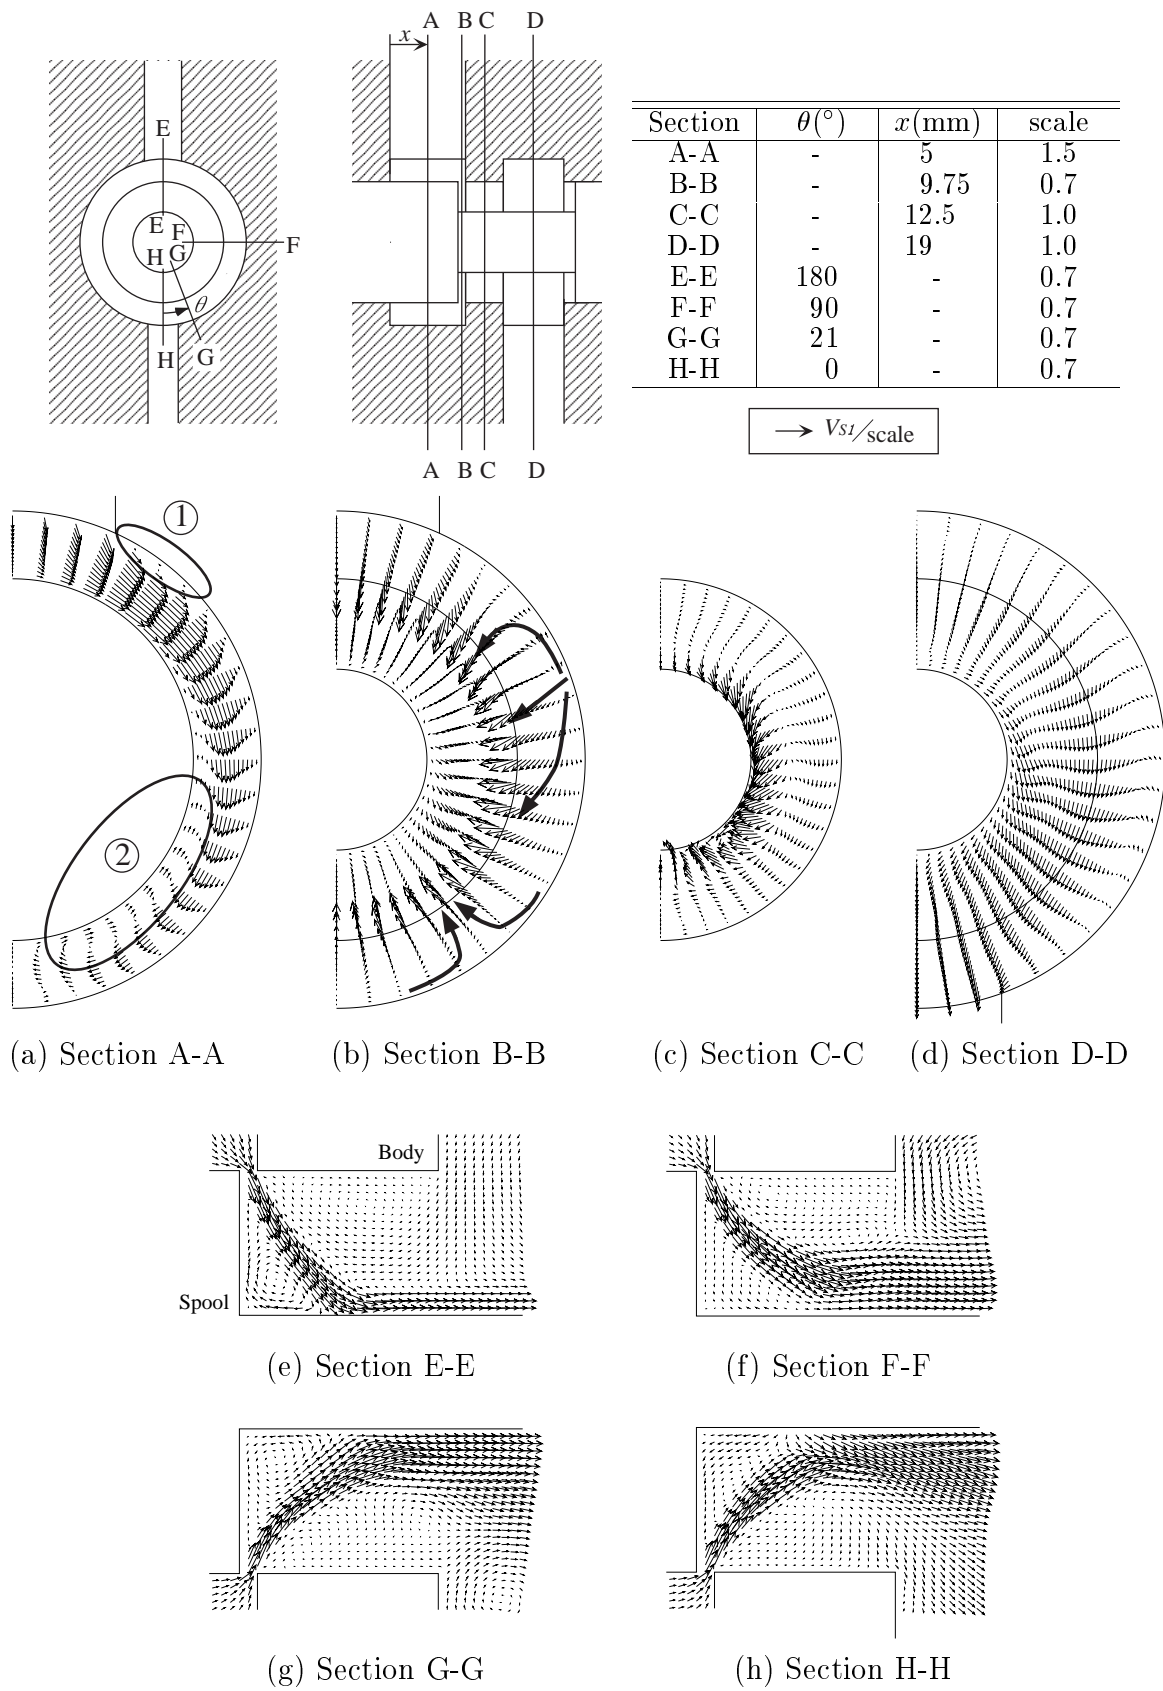 A B C D
x
E
E F
G
H
F
θ
H G
A B C D
Section θ(°) x(mm) scale
A-A - 5 1.5
B-B - 9.75 0.7
C-C - 12.5 1.0
D-D - 19 1.0
E-E 180 - 0.7
F-F 90 - 0.7
G-G 21 - 0.7
H-H 0 - 0.7
VS1/scale
①
②
(a) Section A-A
(b) Section B-B
(c) Section C-C
(d) Section D-D
Body
Spool
(e) Section E-E
(f) Section F-F
(g) Section G-G
(h) Section H-H